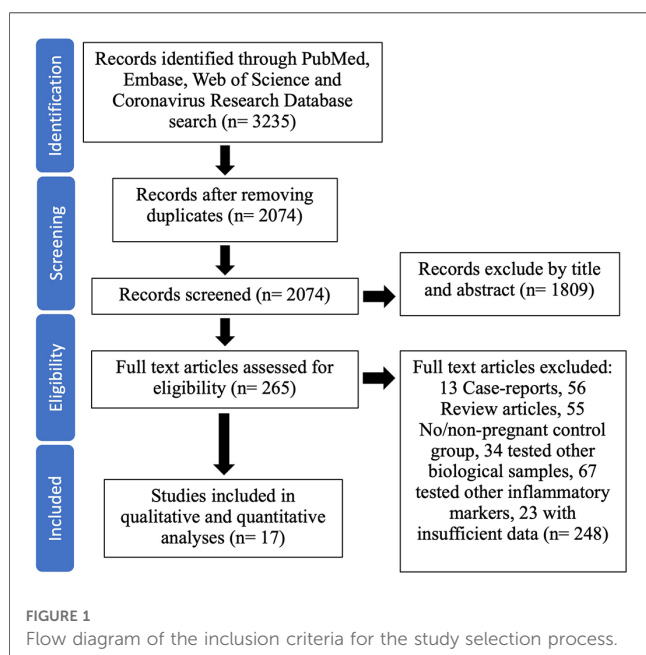 Identification
Records identified through PubMed,
Embase, Web of Science and
Coronavirus Research Database
search (n= 3235)
Screening
Records after removing
duplicates (n= 2074)
Records screened (n= 2074)
Records exclude by title
and abstract (n= 1809)
Eligibility
Full text articles assessed for
eligibility (n= 265)
Full text articles excluded:
13 Case-reports, 56
Review articles, 55
No/non-pregnant control
group, 34 tested other
biological samples, 67
tested other inflammatory
markers, 23 with
insufficient data (n= 248)
Included
Studies included in
qualitative and quantitative
analyses (n= 17)
FIGURE 1
Flow diagram of the inclusion criteria for the study selection process.